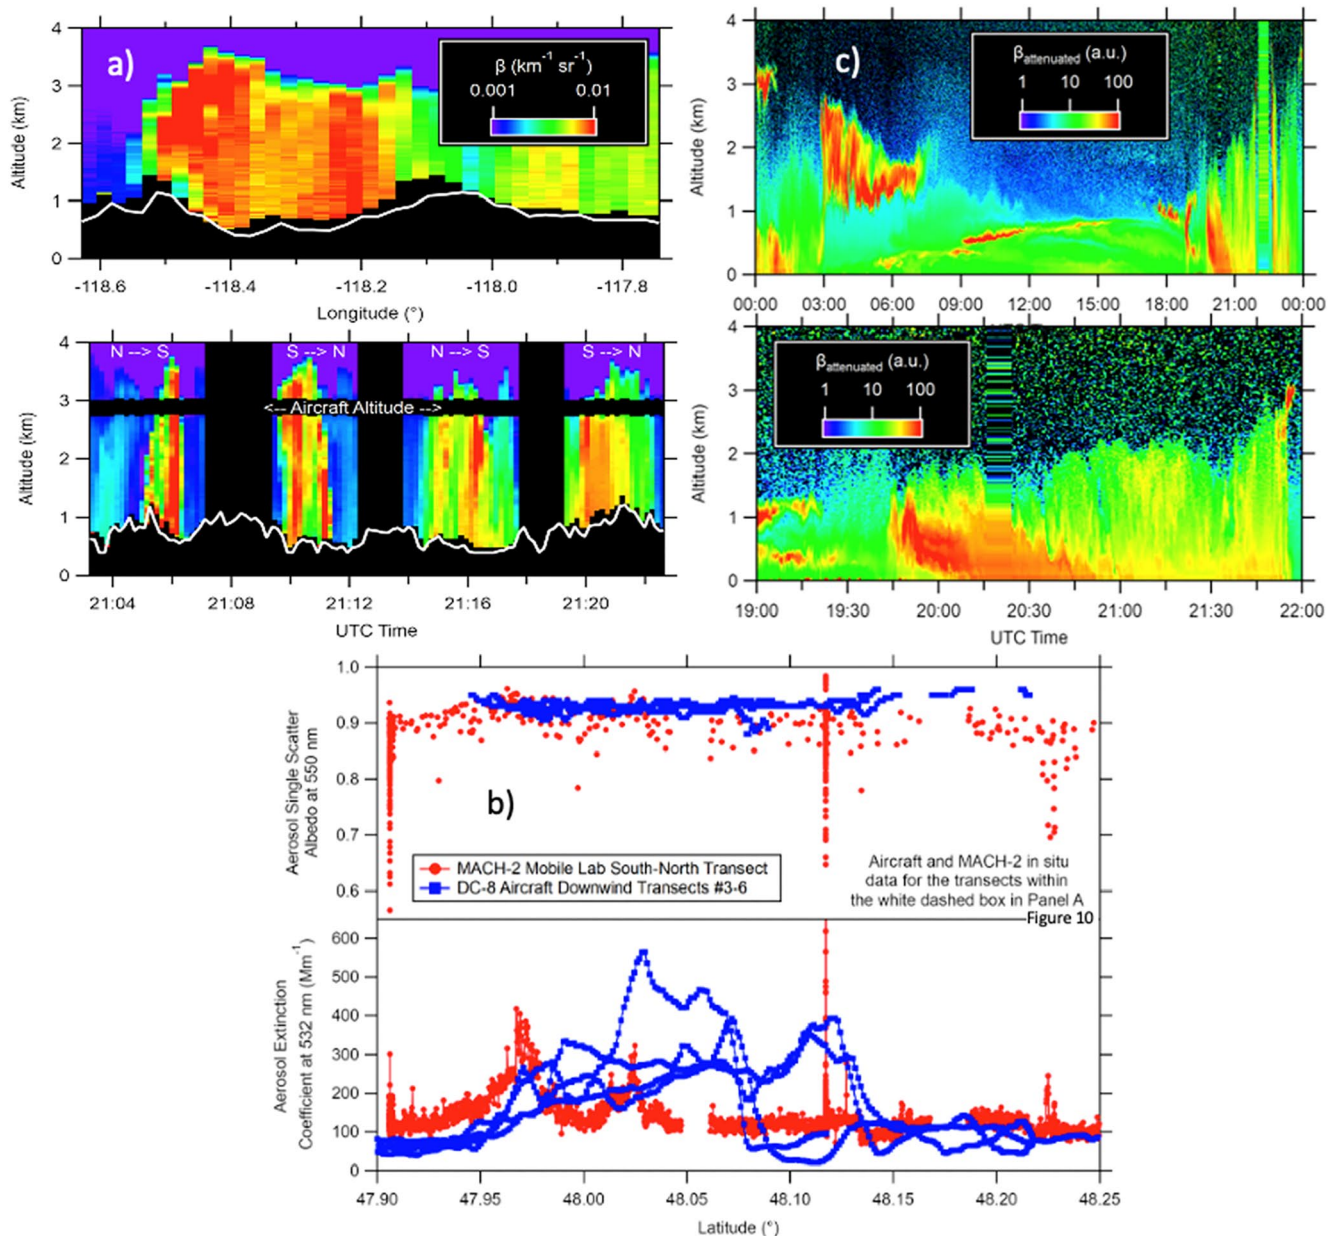 a)
β (km⁻¹ sr⁻¹)
0.001 0.01
Altitude (km)
4
3
2
1
0
-118.6 -118.4 -118.2 -118.0 -117.8
Longitude (°)
N --> S S --> N N --> S S --> N
<-- Aircraft Altitude -->
Altitude (km)
4
3
2
1
0
21:04 21:08 21:12 21:16 21:20
UTC Time
c)
βattenuated (a.u.)
1 10 100
Altitude (km)
4
3
2
1
0
00:00 03:00 06:00 09:00 12:00 15:00 18:00 21:00 00:00
βattenuated (a.u.)
1 10 100
Altitude (km)
4
3
2
1
0
19:00 19:30 20:00 20:30 21:00 21:30 22:00
UTC Time
Aerosol Single Scatter
Albedo at 550 nm
1.0
0.9
0.8
0.7
0.6
b)
MACH-2 Mobile Lab South-North Transect
DC-8 Aircraft Downwind Transects #3-6
Aircraft and MACH-2 in situ
data for the transects within
the white dashed box in Panel A
Figure 10
Aerosol Extinction
Coefficient at 532 nm (Mm⁻¹)
600
500
400
300
200
100
0
47.90 47.95 48.00 48.05 48.10 48.15 48.20 48.25
Latitude (°)